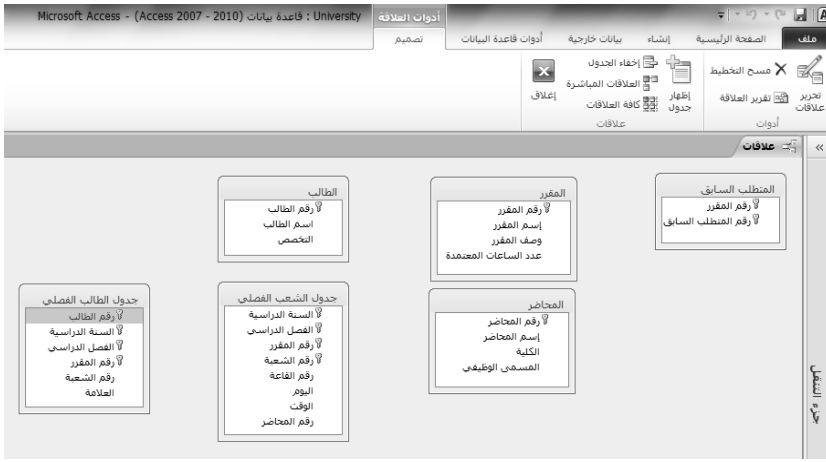 University : قاعدة بيانات (Access 2007 - 2010) - Microsoft Access
أدوات العلاقة
ملف
الصفحة الرئيسية
إنشاء
بيانات خارجية
أدوات قاعدة البيانات
تصميم
تحرير علاقات
مسح التخطيط
تقرير العلاقة
أدوات
إظهار جدول
إخفاء الجدول
العلاقات المباشرة
كافة العلاقات
علاقات
إغلاق
علاقات
جزء التنقل
المتطلب السابق
رقم المقرر
رقم المتطلب السابق
المقرر
رقم المقرر
إسم المقرر
وصف المقرر
عدد الساعات المعتمدة
الطالب
رقم الطالب
اسم الطالب
التخصص
المحاضر
رقم المحاضر
إسم المحاضر
الكلية
المسمى الوظيفي
جدول الشعب الفصلي
السنة الدراسية
الفصل الدراسي
رقم المقرر
رقم الشعبة
رقم القاعة
اليوم
الوقت
رقم المحاضر
جدول الطالب الفصلي
رقم الطالب
السنة الدراسية
الفصل الدراسي
رقم المقرر
رقم الشعبة
العلامة